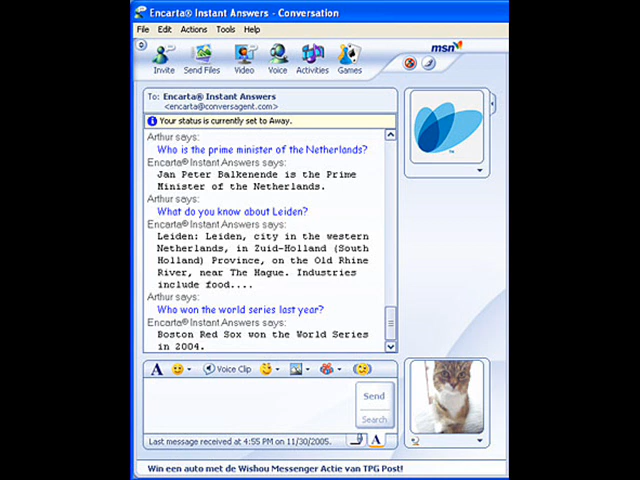 Encarta® Instant Answers - Conversation
File Edit Actions Tools Help
msn
Invite Send Files Video Voice Activities Games
To: Encarta® Instant Answers
<encarta@conversagent.com>
Your status is currently set to Away.
Arthur says:
Who is the prime minister of the Netherlands?
Encarta® Instant Answers says:
Jan Peter Balkenende is the Prime
Minister of the Netherlands.
Arthur says:
What do you know about Leiden?
Encarta® Instant Answers says:
Leiden: Leiden, city in the western
Netherlands, in Zuid-Holland (South
Holland) Province, on the Old Rhine
River, near The Hague. Industries
include food....
Arthur says:
Who won the world series last year?
Encarta® Instant Answers says:
Boston Red Sox won the World Series
in 2004.
A Voice Clip
Send
Search
Last message received at 4:55 PM on 11/30/2005.
A
Win een auto met de Wishou Messenger Actie van TPG Post!